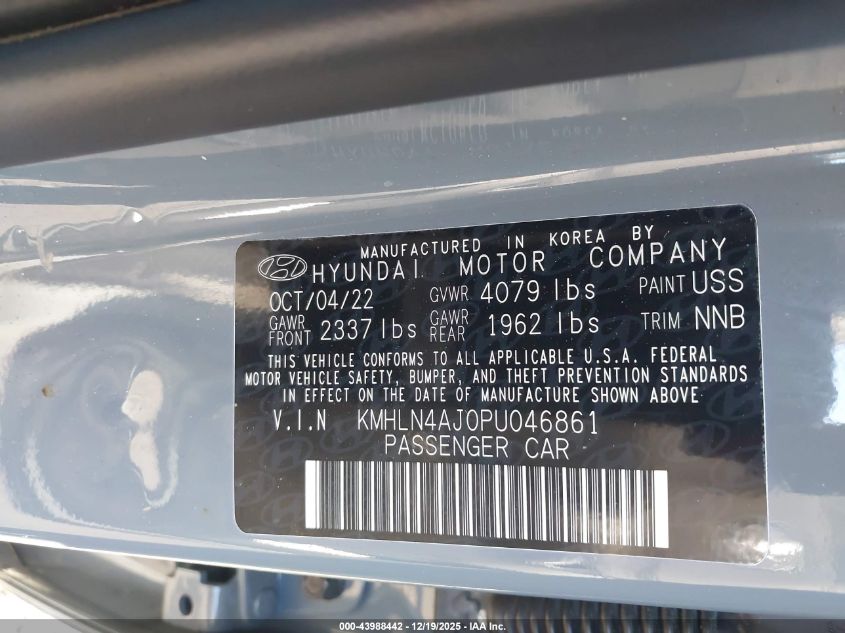 MANUFACTURED IN KOREA BY
HYUNDAI MOTOR COMPANY
OCT/04/22 GVWR 4079 lbs PAINT USS
GAWR FRONT 2337 lbs GAWR REAR 1962 lbs TRIM NNB
THIS VEHICLE CONFORMS TO ALL APPLICABLE U.S.A. FEDERAL
MOTOR VEHICLE SAFETY, BUMPER, AND THEFT PREVENTION STANDARDS
IN EFFECT ON THE DATE OF MANUFACTURE SHOWN ABOVE.
V.I.N KMHLN4AJ0PU046861
PASSENGER CAR
000-43988442 - 12/19/2025 - IAA Inc.